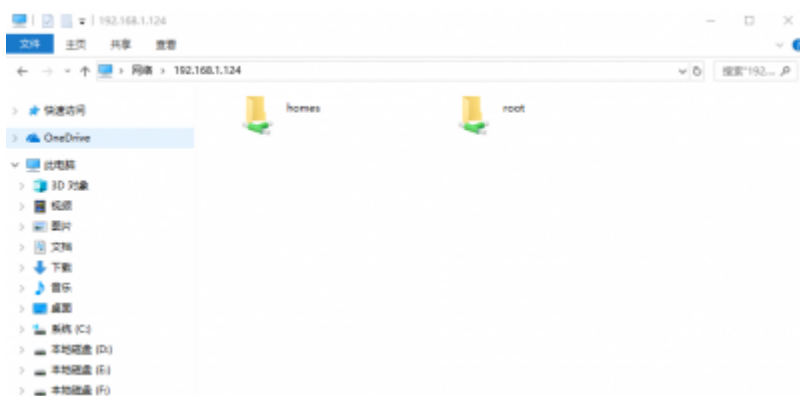 192.168.1.124
文件 主页 共享 查看
网络 192.168.1.124 搜索"192...
快速访问
homes root
OneDrive
此电脑
3D 对象
视频
图片
文档
下载
音乐
桌面
系统 (C:)
本地磁盘 (D:)
本地磁盘 (E:)
本地磁盘 (F:)